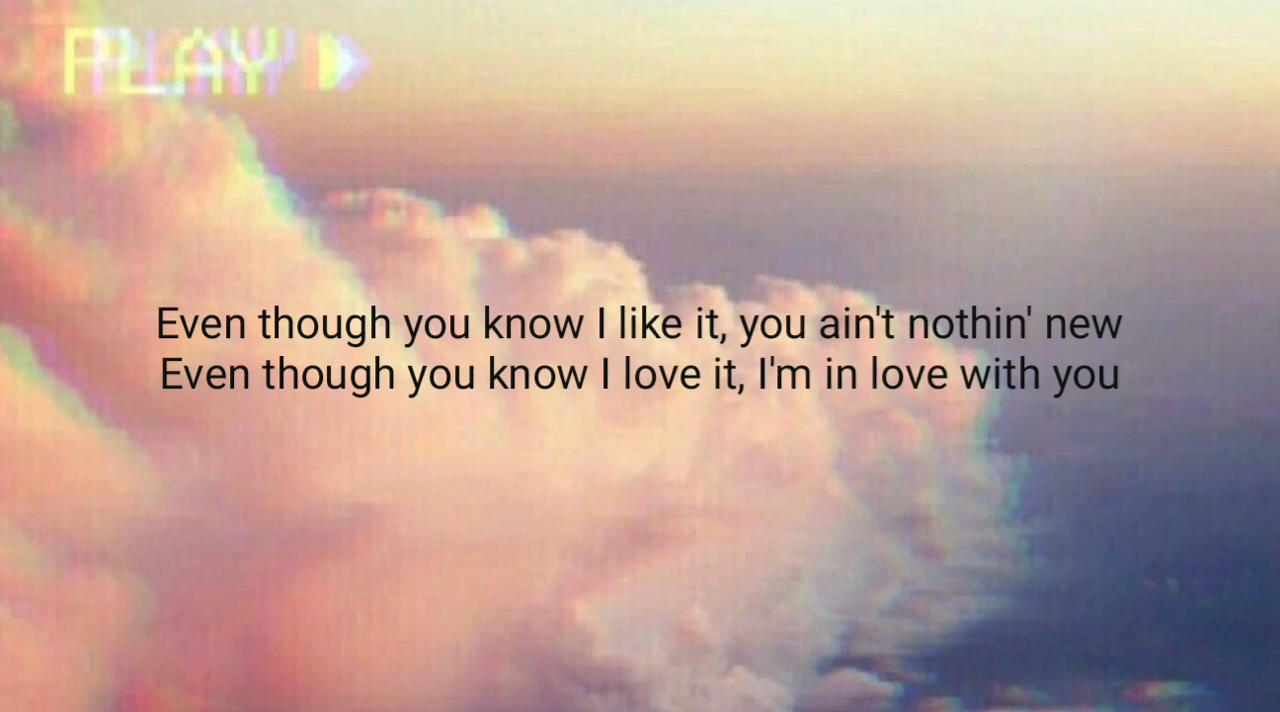 PLAY
Even though you know I like it, you ain't nothin' new
Even though you know I love it, I'm in love with you